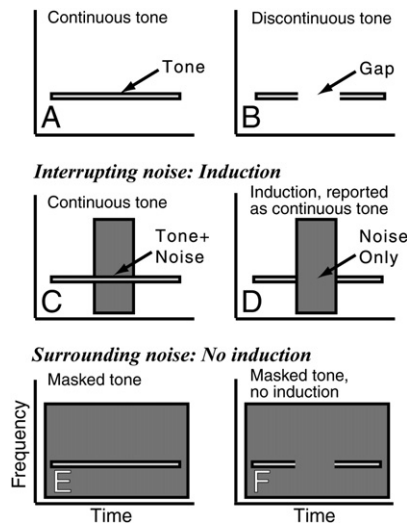 Continuous tone
Discontinuous tone
Tone
Gap
A
B
Interrupting noise: Induction
Continuous tone
Induction, reported
as continuous tone
Tone+
Noise
Noise
Only
C
D
Surrounding noise: No induction
Masked tone
Masked tone,
no induction
Frequency
E
F
Time
Time